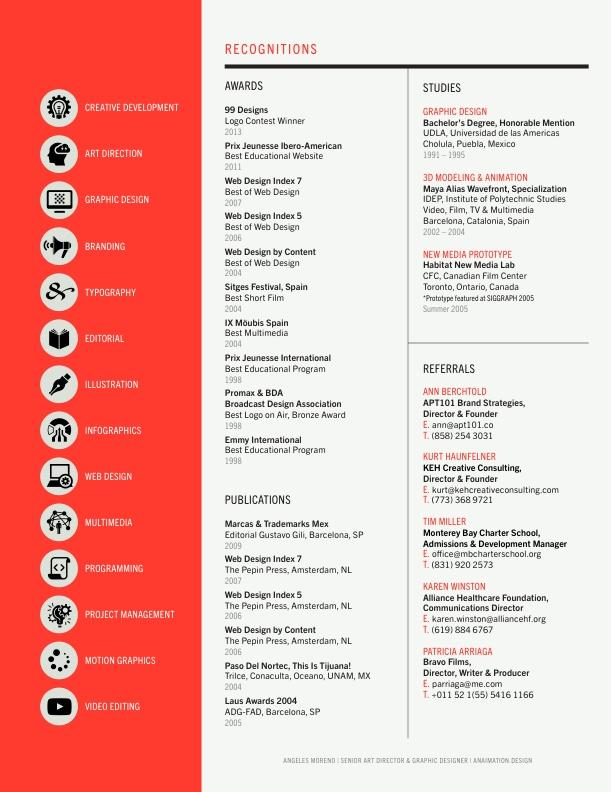 CREATIVE DEVELOPMENT
ART DIRECTION
GRAPHIC DESIGN
BRANDING
TYPOGRAPHY
EDITORIAL
ILLUSTRATION
INFOGRAPHICS
WEB DESIGN
MULTIMEDIA
PROGRAMMING
PROJECT MANAGEMENT
MOTION GRAPHICS
VIDEO EDITING
RECOGNITIONS
AWARDS
99 Designs
Logo Contest Winner
2013
Prix Jeunesse Ibero-American
Best Educational Website
2011
Web Design Index 7
Best of Web Design
2007
Web Design Index 5
Best of Web Design
2006
Web Design by Content
Best of Web Design
2004
Sitges Festival, Spain
Best Short Film
2004
IX Möubis Spain
Best Multimedia
2004
Prix Jeunesse International
Best Educational Program
1998
Promax & BDA
Broadcast Design Association
Best Logo on Air, Bronze Award
1998
Emmy International
Best Educational Program
1998
PUBLICATIONS
Marcas & Trademarks Mex
Editorial Gustavo Gili, Barcelona, SP
2009
Web Design Index 7
The Pepin Press, Amsterdam, NL
2007
Web Design Index 5
The Pepin Press, Amsterdam, NL
2006
Web Design by Content
The Pepin Press, Amsterdam, NL
2006
Paso Del Nortec, This Is Tijuana!
Trilce, Conaculta, Oceano, UNAM, MX
2004
Laus Awards 2004
ADG-FAD, Barcelona, SP
2005
STUDIES
GRAPHIC DESIGN
Bachelor's Degree, Honorable Mention
UDLA, Universidad de las Americas
Cholula, Puebla, Mexico
1991 – 1995
3D MODELING & ANIMATION
Maya Alias Wavefront, Specialization
IDEP, Institute of Polytechnic Studies
Video, Film, TV & Multimedia
Barcelona, Catalonia, Spain
2002 – 2004
NEW MEDIA PROTOTYPE
Habitat New Media Lab
CFC, Canadian Film Center
Toronto, Ontario, Canada
*Prototype featured at SIGGRAPH 2005
Summer 2005
REFERRALS
ANN BERCHTOLD
APT101 Brand Strategies,
Director & Founder
E. ann@apt101.co
T. (858) 254 3031
KURT HAUNFELNER
KEH Creative Consulting,
Director & Founder
E. kurt@kehcreativeconsulting.com
T. (773) 368 9721
TIM MILLER
Monterey Bay Charter School,
Admissions & Development Manager
E. office@mbcharterschool.org
T. (831) 920 2573
KAREN WINSTON
Alliance Healthcare Foundation,
Communications Director
E. karen.winston@alliancehf.org
T. (619) 884 6767
PATRICIA ARRIAGA
Bravo Films,
Director, Writer & Producer
E. parriaga@me.com
T. +011 52 1(55) 5416 1166
ANGELES MORENO | SENIOR ART DIRECTOR & GRAPHIC DESIGNER | ANAIMATION.DESIGN